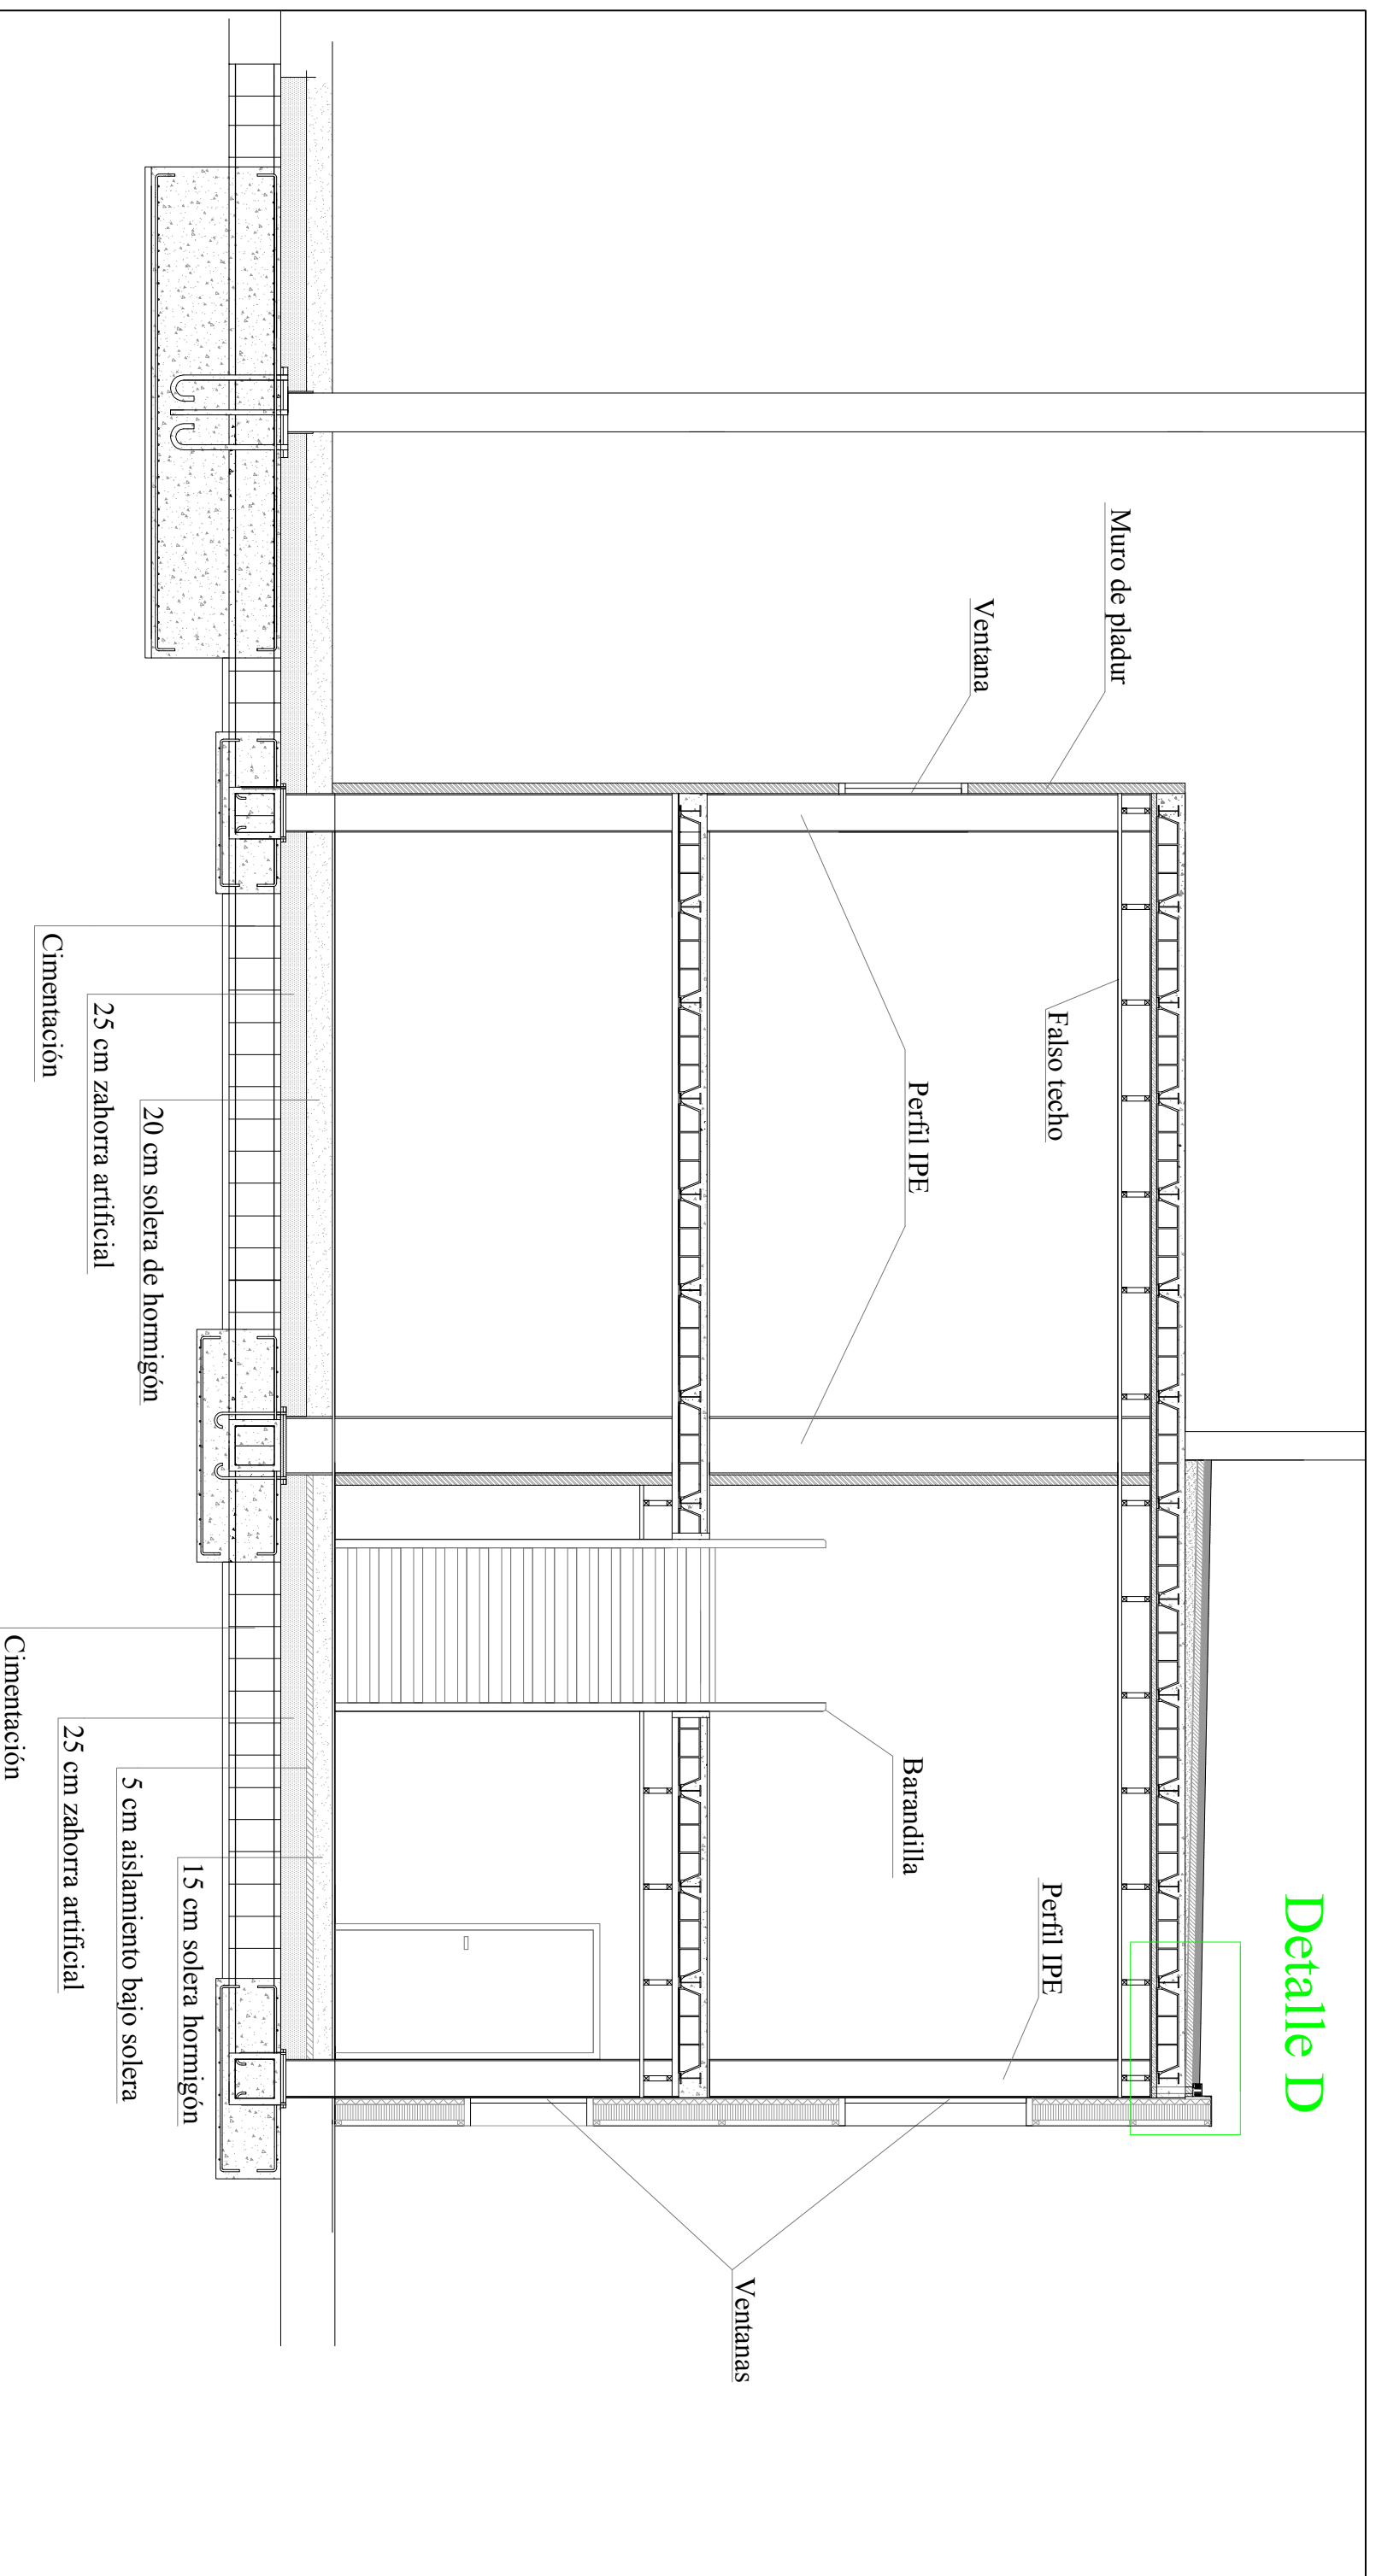 Detalle D
Muro de pladur
Ventana
Falso techo
Perfil IPE
Perfil IPE
Barandilla
Ventanas
20 cm solera de hormigón
25 cm zahorra artificial
Cimentación
15 cm solera hormigón
5 cm aislamiento bajo solera
25 cm zahorra artificial
Cimentación